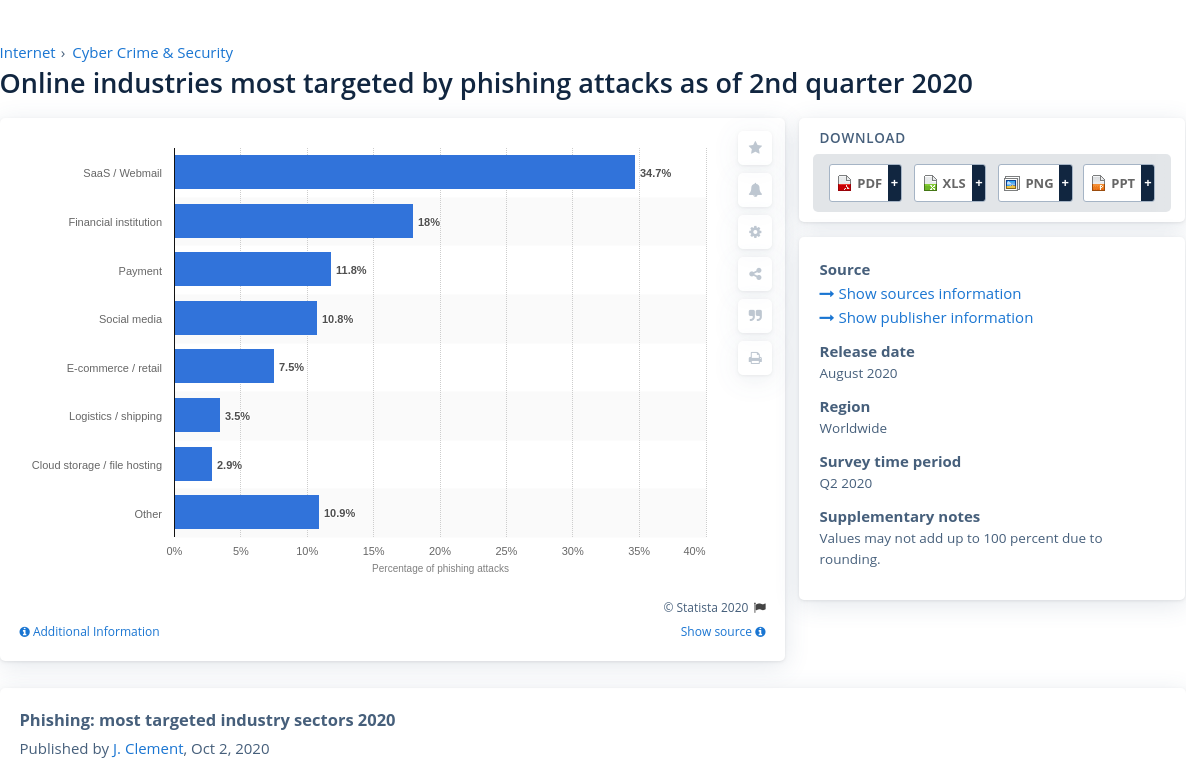 Internet › Cyber Crime & Security
Online industries most targeted by phishing attacks as of 2nd quarter 2020
SaaS / Webmail 34.7%
Financial institution 18%
Payment 11.8%
Social media 10.8%
E-commerce / retail 7.5%
Logistics / shipping 3.5%
Cloud storage / file hosting 2.9%
Other 10.9%
0% 5% 10% 15% 20% 25% 30% 35% 40%
Percentage of phishing attacks
© Statista 2020
Additional Information Show source
DOWNLOAD
PDF + XLS + PNG + PPT +
Source
Show sources information
Show publisher information
Release date
August 2020
Region
Worldwide
Survey time period
Q2 2020
Supplementary notes
Values may not add up to 100 percent due to
rounding.
Phishing: most targeted industry sectors 2020
Published by J. Clement, Oct 2, 2020